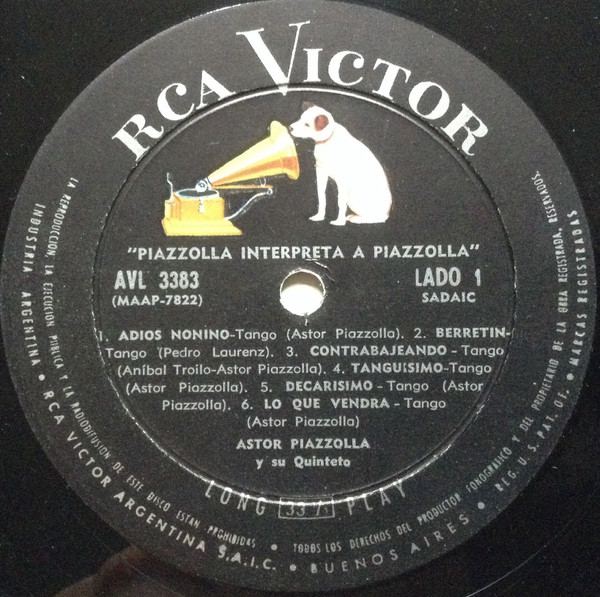 RCA VICTOR
"PIAZZOLLA INTERPRETA A PIAZZOLLA"
AVL 3383
(MAAP-7822)
LADO 1
SADAIC
1. ADIOS NONINO-Tango (Astor Piazzolla). 2. BERRETIN-
Tango (Pedro Laurenz). 3. CONTRABAJEANDO - Tango
(Aníbal Troilo-Astor Piazzolla). 4. TANGUISIMO-Tango
(Astor Piazzolla). 5. DECARISIMO - Tango (Astor
Piazzolla). 6. LO QUE VENDRA - Tango
(Astor Piazzolla)
ASTOR PIAZZOLLA
y su Quinteto
LONG 33 1/3 PLAY
LA REPRODUCCION, LA EJECUCION PUBLICA Y LA RADIODIFUSION DE ESTE DISCO ESTAN PROHIBIDAS • TODOS LOS DERECHOS DEL PRODUCTOR FONOGRAFICO Y DEL PROPIETARIO DE LA OBRA REGISTRADA, RESERVADOS.
INDUSTRIA ARGENTINA • RCA VICTOR ARGENTINA S.A.I.C. • BUENOS AIRES • REG. U.S. PAT. OF. • MARCAS REGISTRADAS